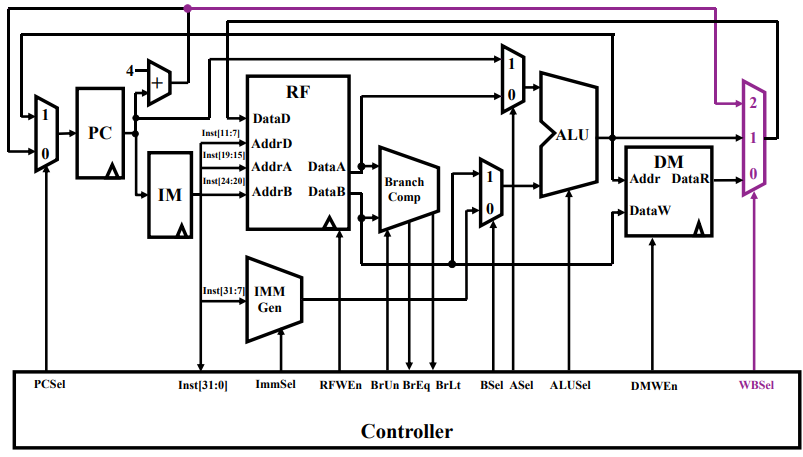 4
+
1
0
PC
IM
RF
DataD
Inst[11:7]
AddrD
Inst[19:15]
AddrA
DataA
Inst[24:20]
AddrB
DataB
Branch
Comp
1
0
1
0
ALU
DM
Addr
DataR
DataW
2
1
0
Inst[31:7]
IMM
Gen
PCSel
Inst[31:0]
ImmSel
RFWEn
BrUn
BrEq
BrLt
BSel
ASel
ALUSel
DMWEn
WBSel
Controller